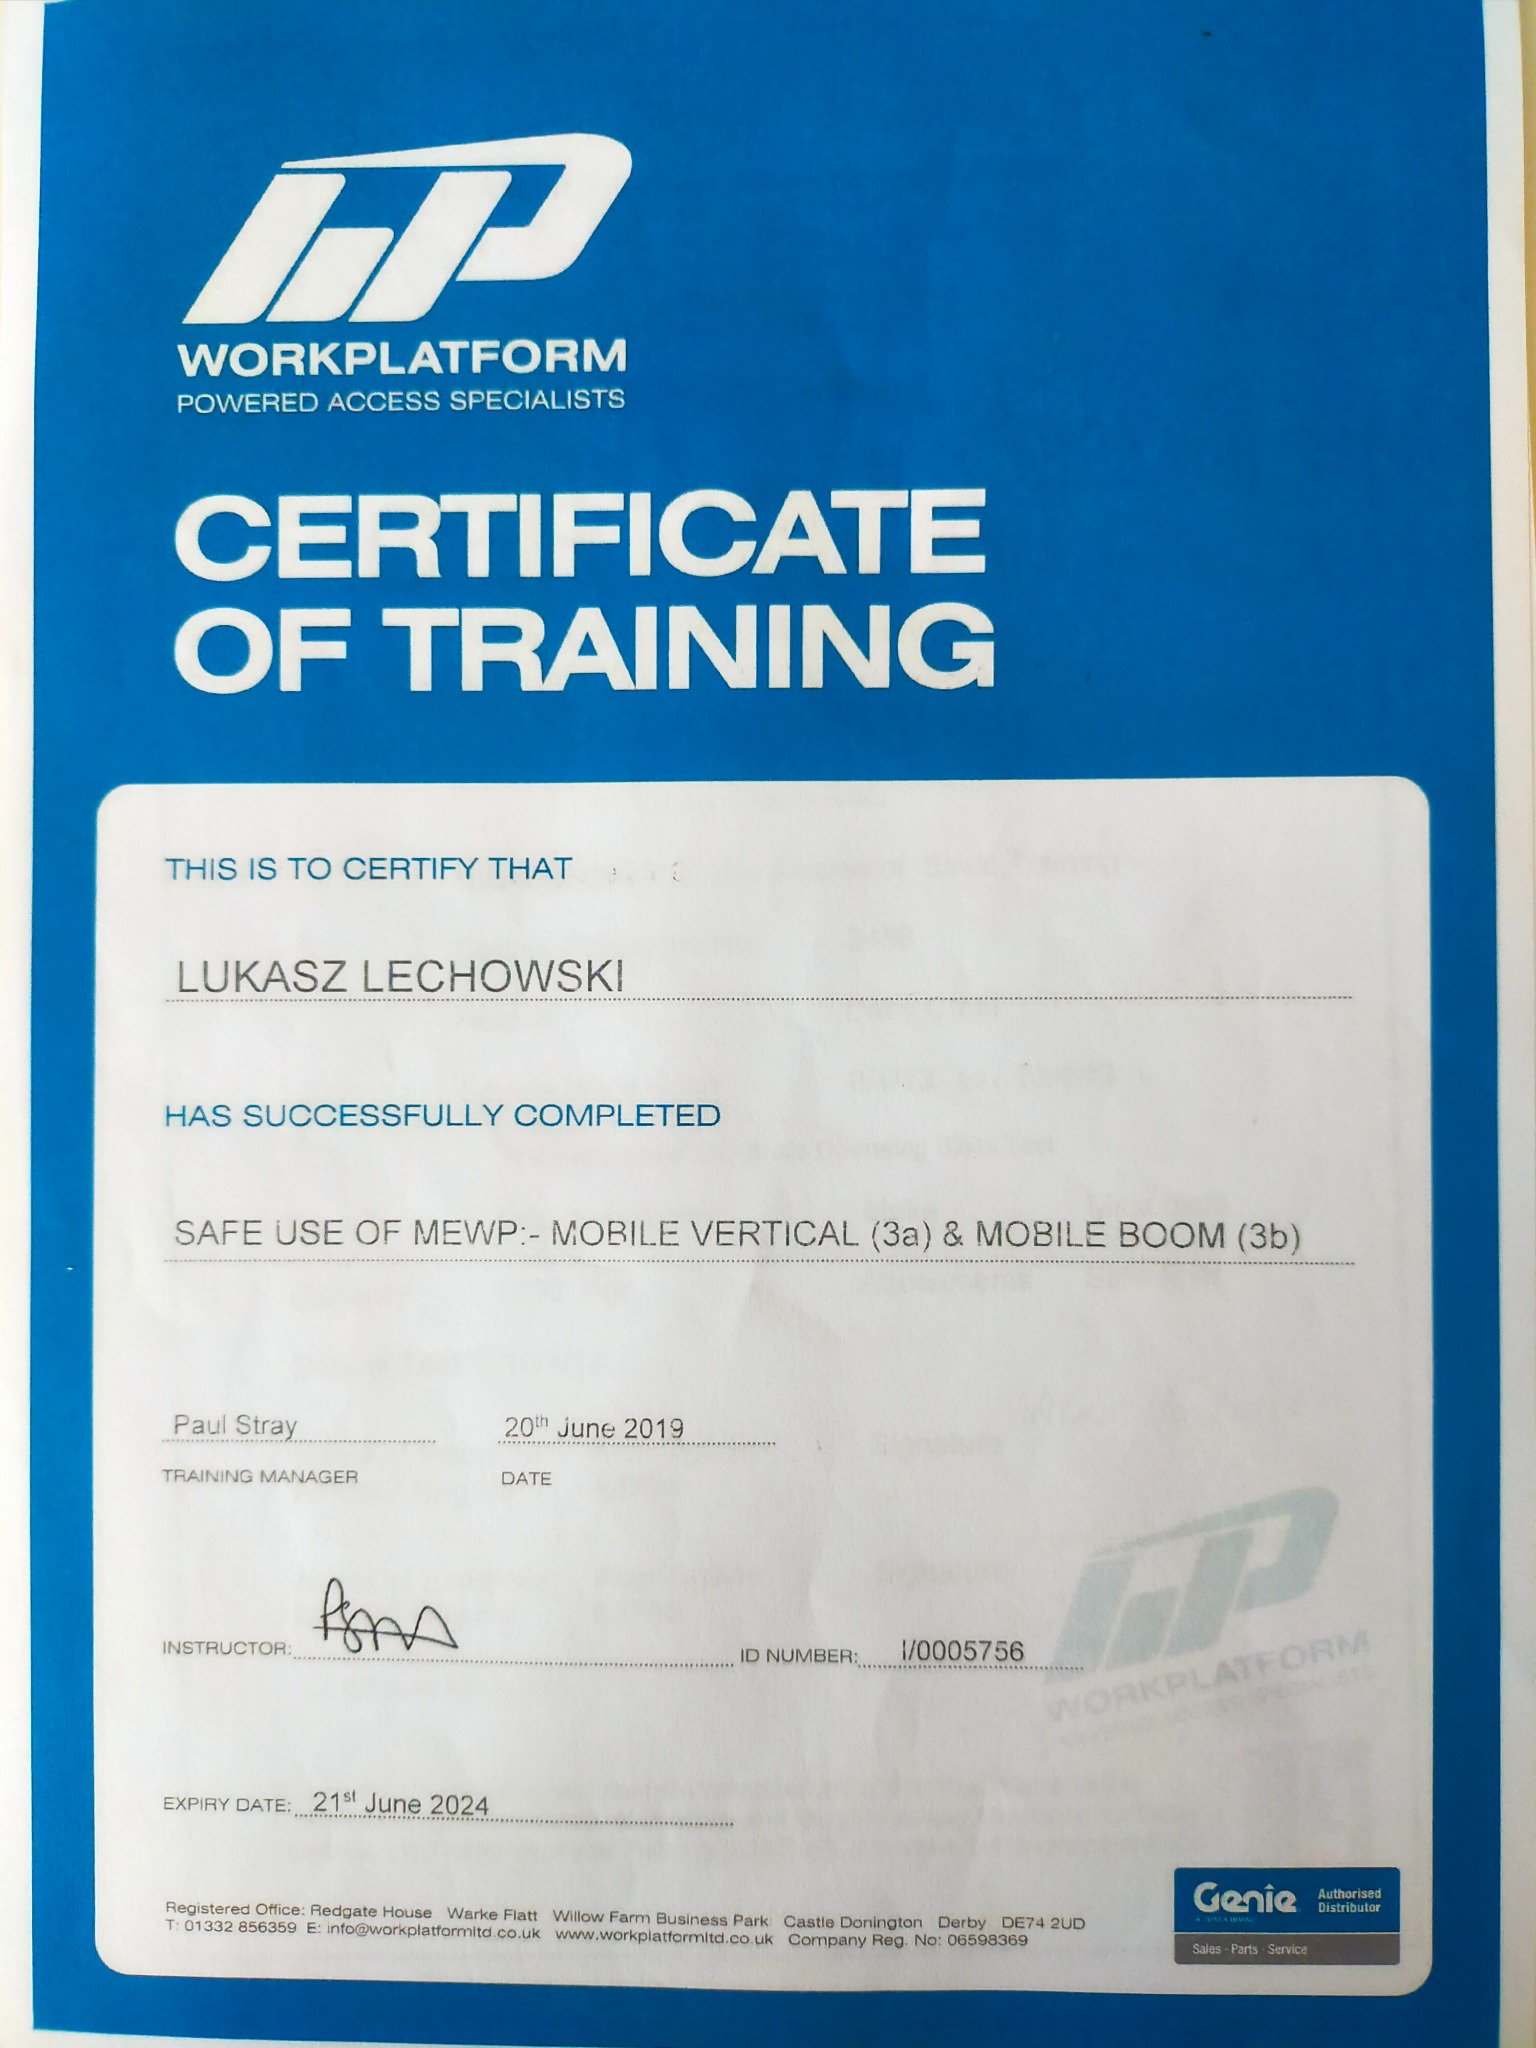 WORKPLATFORM
POWERED ACCESS SPECIALISTS
CERTIFICATE
OF TRAINING
THIS IS TO CERTIFY THAT
LUKASZ LECHOWSKI
HAS SUCCESSFULLY COMPLETED
SAFE USE OF MEWP:- MOBILE VERTICAL (3a) & MOBILE BOOM (3b)
Paul Stray 20th June 2019
TRAINING MANAGER DATE
INSTRUCTOR: ID NUMBER: I/0005756
WORKPLATFORM
POWERED ACCESS SPECIALISTS
EXPIRY DATE: 21st June 2024
Registered Office: Redgate House Warke Flatt Willow Farm Business Park Castle Donington Derby DE74 2UD
T: 01332 856359 E: info@workplatformltd.co.uk www.workplatformltd.co.uk Company Reg. No: 06598369
Genie Authorised Distributor
Sales · Parts · Service